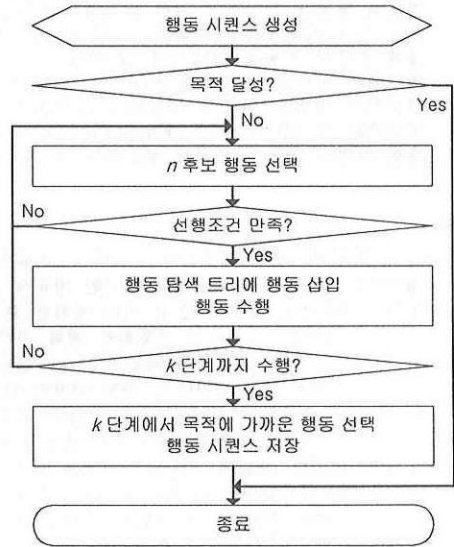 행동 시퀀스 생성
목적 달성?
Yes
No
n 후보 행동 선택
No
선행조건 만족?
Yes
행동 탐색 트리에 행동 삽입
행동 수행
No
k 단계까지 수행?
Yes
k 단계에서 목적에 가까운 행동 선택
행동 시퀀스 저장
종료